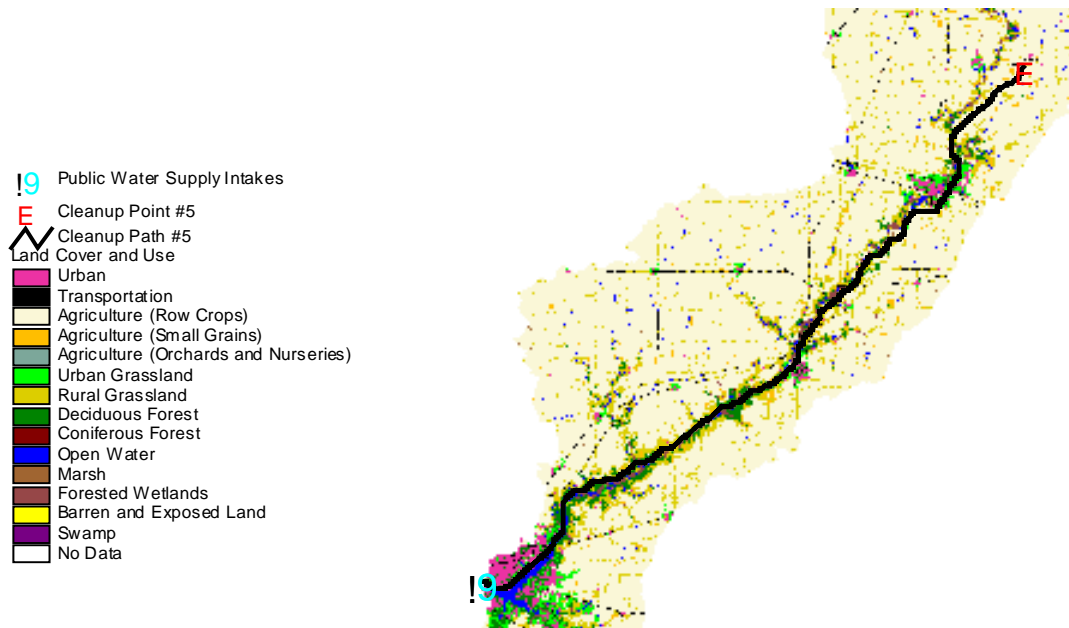 !9 Public Water Supply Intakes
E Cleanup Point #5
Cleanup Path #5
Land Cover and Use
Urban
Transportation
Agriculture (Row Crops)
Agriculture (Small Grains)
Agriculture (Orchards and Nurseries)
Urban Grassland
Rural Grassland
Deciduous Forest
Coniferous Forest
Open Water
Marsh
Forested Wetlands
Barren and Exposed Land
Swamp
No Data
E
!9